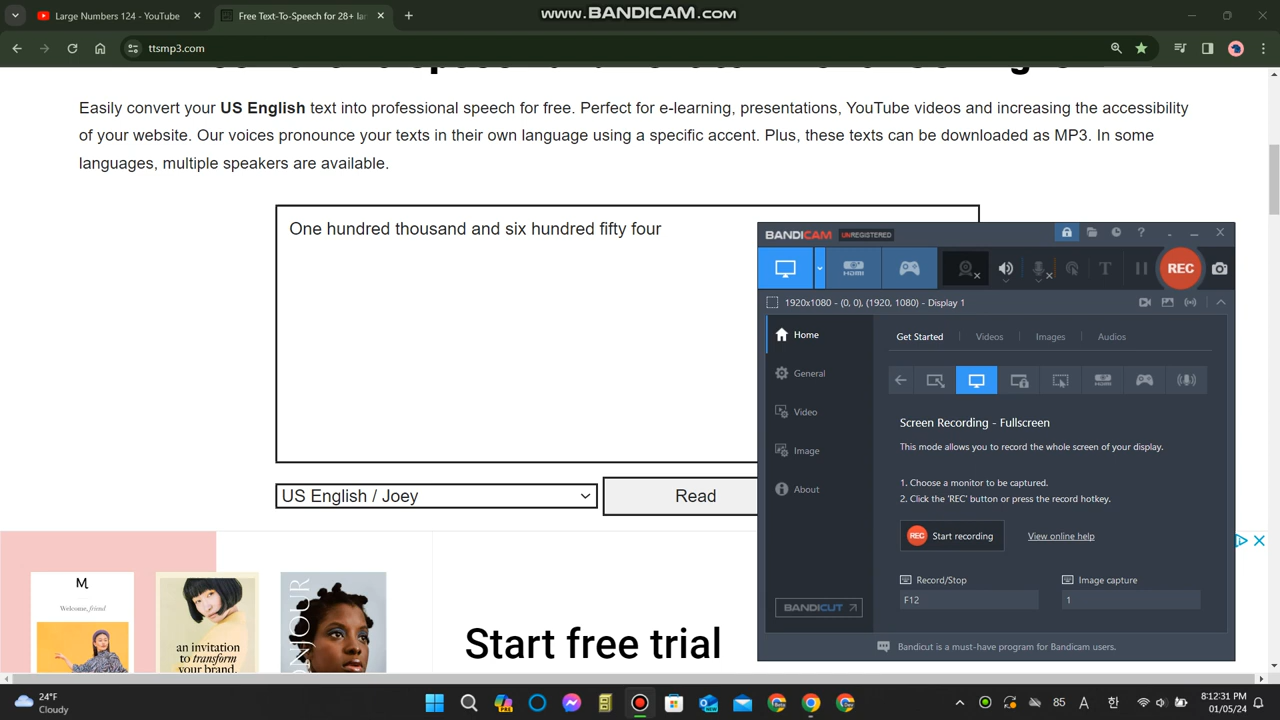 Large Numbers 124 - YouTube
Free Text-To-Speech for 28+ lar
www.BANDICAM.com
ttsmp3.com
Easily convert your US English text into professional speech for free. Perfect for e-learning, presentations, YouTube videos and increasing the accessibility
of your website. Our voices pronounce your texts in their own language using a specific accent. Plus, these texts can be downloaded as MP3. In some
languages, multiple speakers are available.
One hundred thousand and six hundred fifty four
US English / Joey
Read
BANDICAM UNREGISTERED
HDMI
REC
1920x1080 - (0, 0), (1920, 1080) - Display 1
Home
General
Video
Image
About
Get Started
Videos
Images
Audios
Screen Recording - Fullscreen
This mode allows you to record the whole screen of your display.
1. Choose a monitor to be captured.
2. Click the 'REC' button or press the record hotkey.
REC Start recording
View online help
Record/Stop
Image capture
F12
1
BANDICUT
Bandicut is a must-have program for Bandicam users.
M
Welcome, friend
an invitation
to transform
your brand.
BONJOUR
Start free trial
24°F
Cloudy
PRE
Beta
Dev
85
A
한
8:12:31 PM
01/05/24